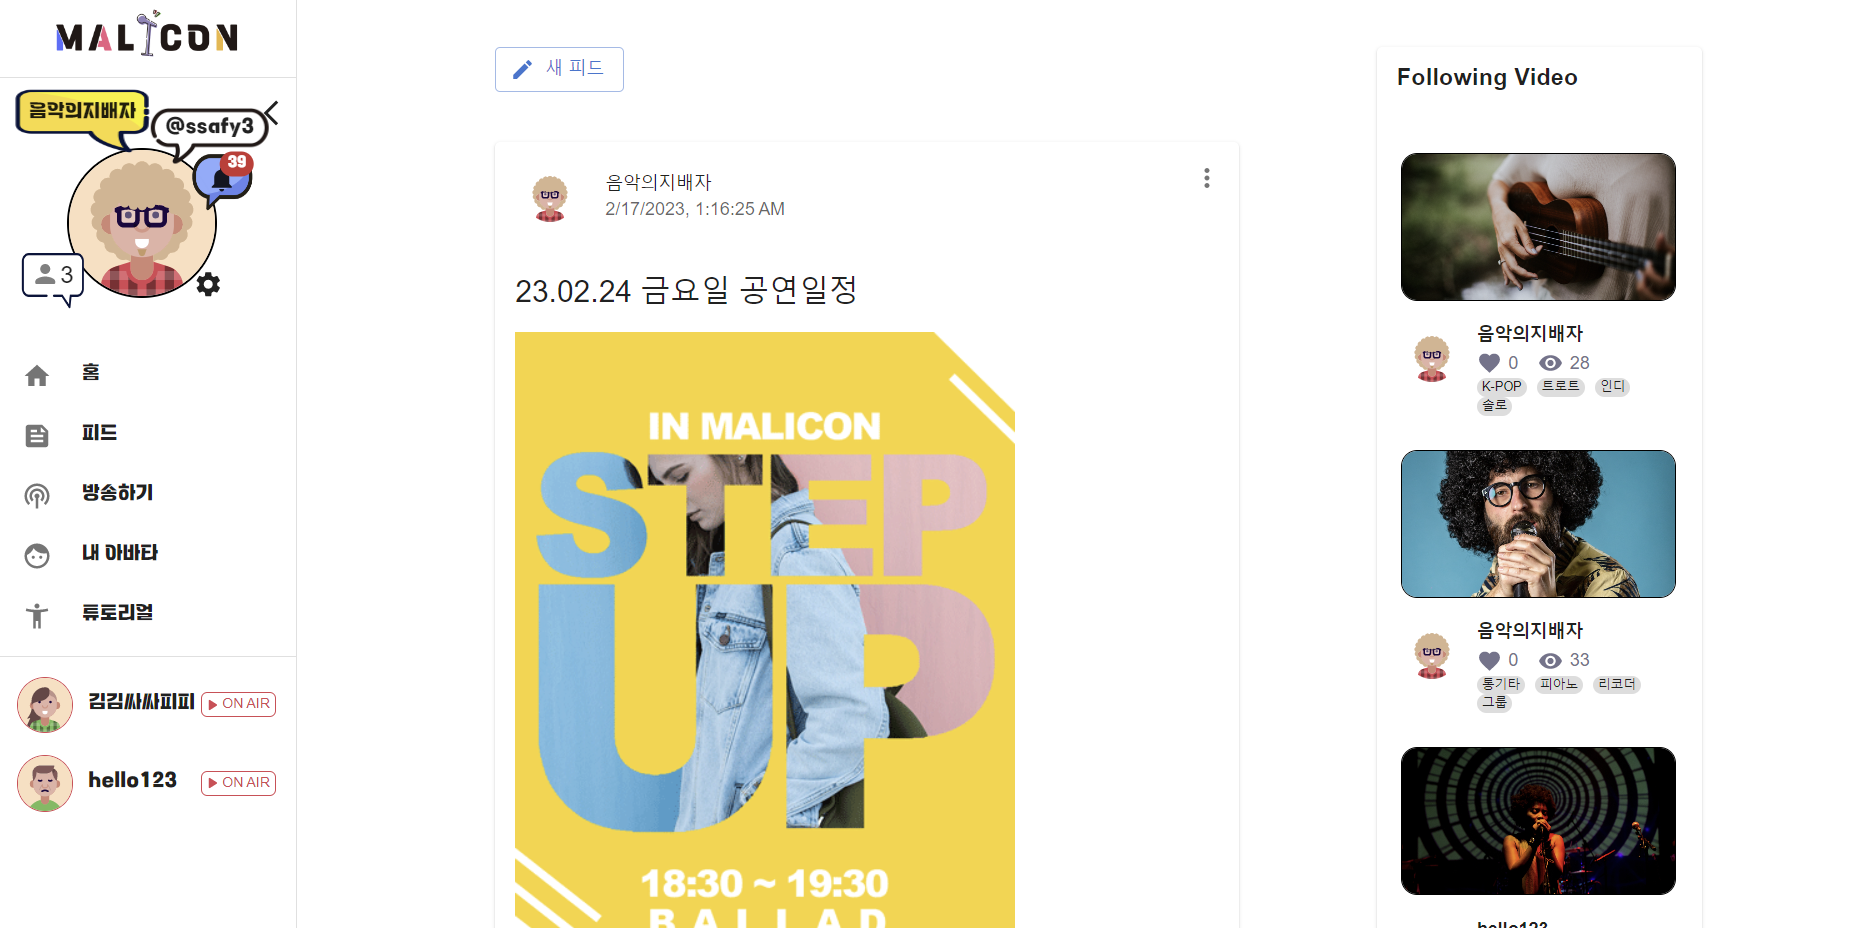 MALICON
음악의지배자
@ssafy3
39
3
홈
피드
방송하기
내 아바타
튜토리얼
김김싸싸피피 ON AIR
hello123 ON AIR
새 피드
음악의지배자
2/17/2023, 1:16:25 AM
23.02.24 금요일 공연일정
IN MALICON
STEP
UP
18:30 ~ 19:30
BALLAD
Following Video
음악의지배자
0 28
K-POP 트로트 인디
솔로
음악의지배자
0 33
통기타 피아노 리코더
그룹
hello123